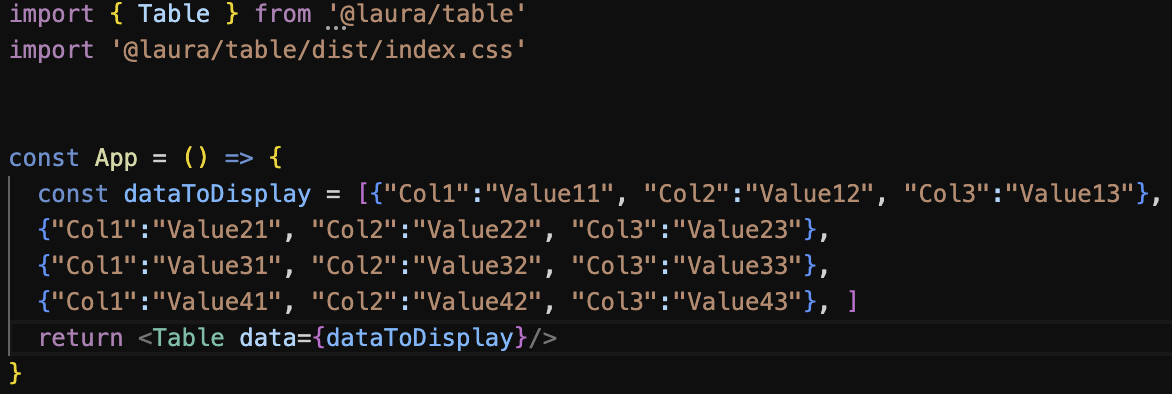 import { Table } from '@laura/table'
import '@laura/table/dist/index.css'
const App = () => {
const dataToDisplay = [{"Col1":"Value11", "Col2":"Value12", "Col3":"Value13"},
{"Col1":"Value21", "Col2":"Value22", "Col3":"Value23"},
{"Col1":"Value31", "Col2":"Value32", "Col3":"Value33"},
{"Col1":"Value41", "Col2":"Value42", "Col3":"Value43"}, ]
return <Table data={dataToDisplay}/>
}